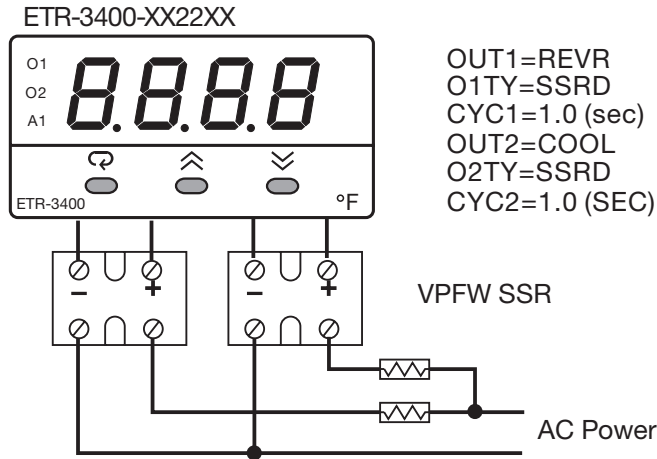 ETR-3400-XX22XX
O1
O2
A1
8.8.8.8
ETR-3400
°F
OUT1=REVR
O1TY=SSRD
CYC1=1.0 (sec)
OUT2=COOL
O2TY=SSRD
CYC2=1.0 (SEC)
− + − +
VPFW SSR
AC Power